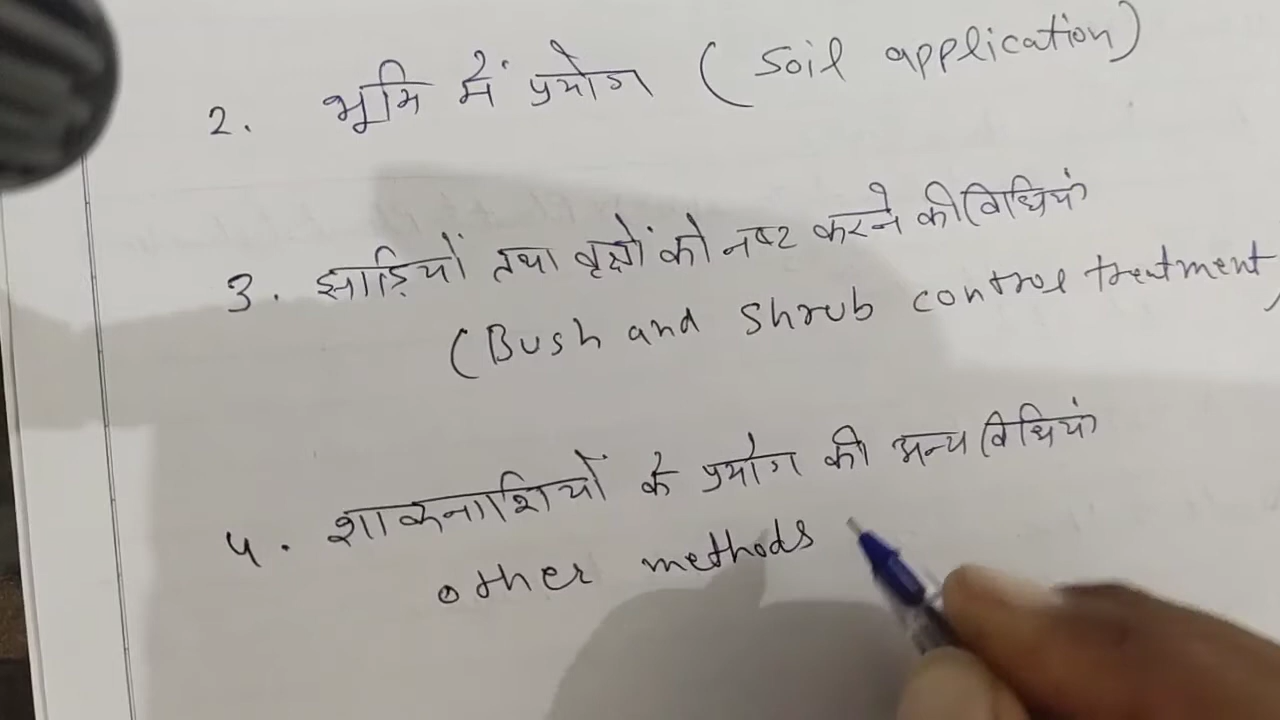 2. भूमि में प्रयोग ( Soil application)
3. झाड़ियों तथा वृक्षों को नष्ट करने की विधियां
(Bush and Shrub control treatment)
4. शाकनाशियों के प्रयोग की अन्य विधियां
other methods